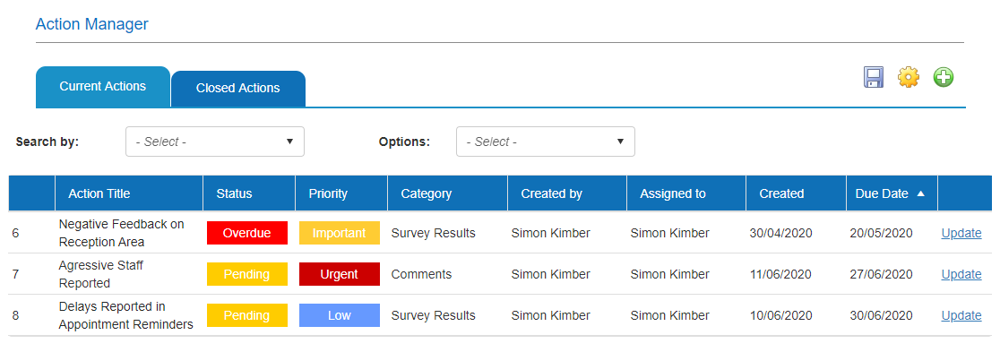 Action Manager
Current Actions Closed Actions
Search by: - Select - Options: - Select -
Action Title Status Priority Category Created by Assigned to Created Due Date
6 Negative Feedback on Reception Area Overdue Important Survey Results Simon Kimber Simon Kimber 30/04/2020 20/05/2020 Update
7 Agressive Staff Reported Pending Urgent Comments Simon Kimber Simon Kimber 11/06/2020 27/06/2020 Update
8 Delays Reported in Appointment Reminders Pending Low Survey Results Simon Kimber Simon Kimber 10/06/2020 30/06/2020 Update